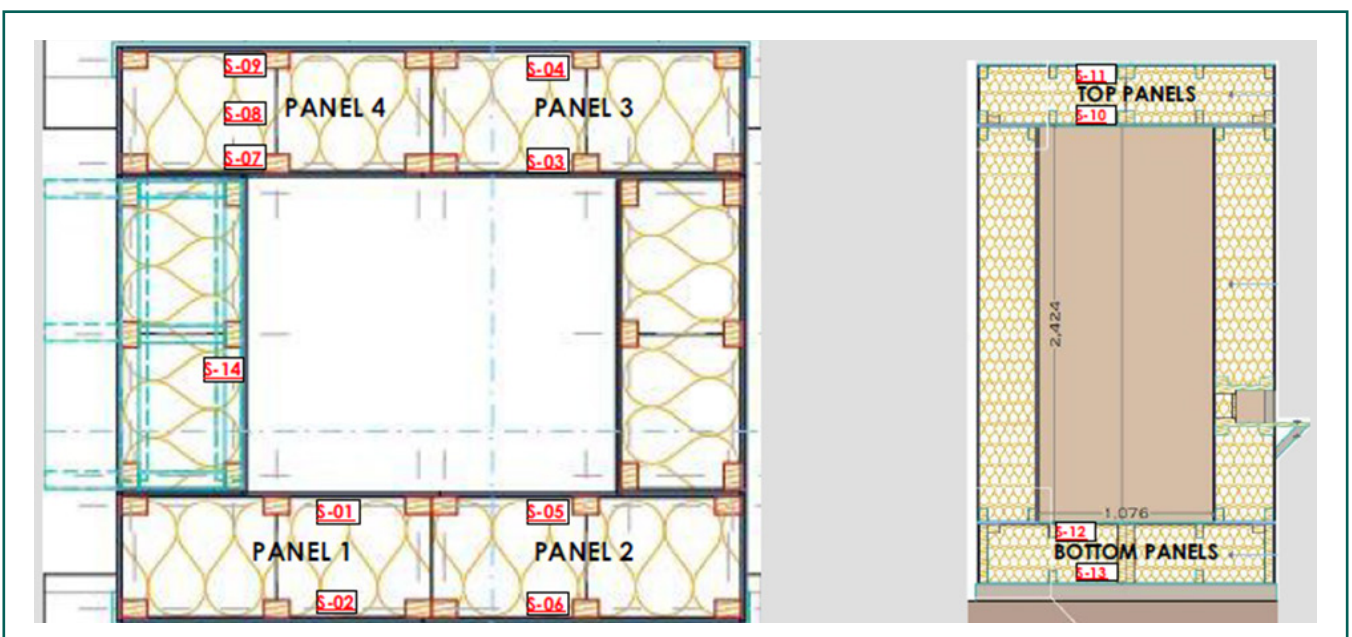 S-09
S-08
S-07
PANEL 4
S-04
PANEL 3
S-03
S-14
S-01
PANEL 1
S-02
S-05
PANEL 2
S-06
S-11
TOP PANELS
S-10
2,424
1,076
S-12
BOTTOM PANELS
S-13